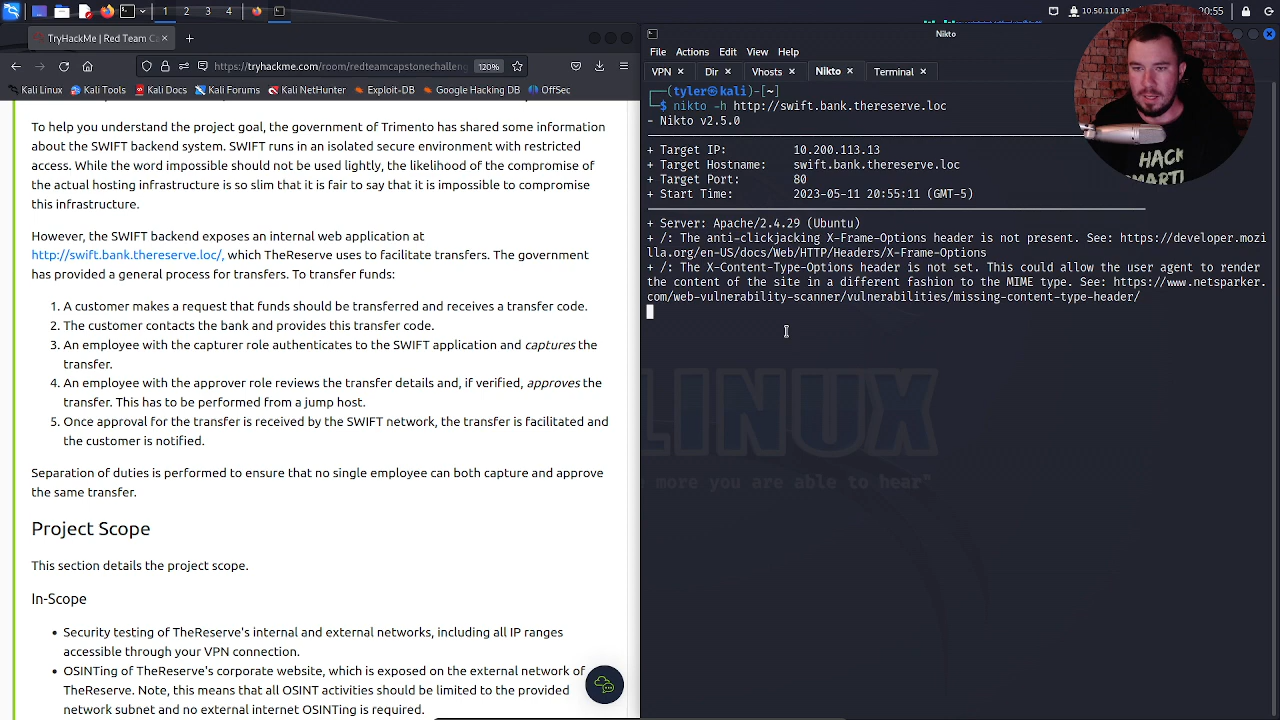 1 2 3 4
10.50.110.19
20:55
TryHackMe | Red Team Ca
https://tryhackme.com/room/redteamcapstonechalleng
120%
Kali Linux Kali Tools Kali Docs Kali Forums Kali NetHunter Exploit-DB Google Hacking DB OffSec
To help you understand the project goal, the government of Trimento has shared some information
about the SWIFT backend system. SWIFT runs in an isolated secure environment with restricted
access. While the word impossible should not be used lightly, the likelihood of the compromise
of the actual hosting infrastructure is so slim that it is fair to say that it is impossible to compromise
this infrastructure.
However, the SWIFT backend exposes an internal web application at
http://swift.bank.thereserve.loc/, which TheReserve uses to facilitate transfers. The government
has provided a general process for transfers. To transfer funds:
1. A customer makes a request that funds should be transferred and receives a transfer code.
2. The customer contacts the bank and provides this transfer code.
3. An employee with the capturer role authenticates to the SWIFT application and captures the
transfer.
4. An employee with the approver role reviews the transfer details and, if verified, approves the
transfer. This has to be performed from a jump host.
5. Once approval for the transfer is received by the SWIFT network, the transfer is facilitated and
the customer is notified.
Separation of duties is performed to ensure that no single employee can both capture and approve
the same transfer.
Project Scope
This section details the project scope.
In-Scope
• Security testing of TheReserve's internal and external networks, including all IP ranges
accessible through your VPN connection.
• OSINTing of TheReserve's corporate website, which is exposed on the external network of
TheReserve. Note, this means that all OSINT activities should be limited to the provided
network subnet and no external internet OSINTing is required.
Nikto
File Actions Edit View Help
VPN Dir Vhosts Nikto Terminal
(tyler㉿kali)-[~]
$ nikto -h http://swift.bank.thereserve.loc
- Nikto v2.5.0
+ Target IP: 10.200.113.13
+ Target Hostname: swift.bank.thereserve.loc
+ Target Port: 80
+ Start Time: 2023-05-11 20:55:11 (GMT-5)
+ Server: Apache/2.4.29 (Ubuntu)
+ /: The anti-clickjacking X-Frame-Options header is not present. See: https://developer.mozi
lla.org/en-US/docs/Web/HTTP/Headers/X-Frame-Options
+ /: The X-Content-Type-Options header is not set. This could allow the user agent to render
the content of the site in a different fashion to the MIME type. See: https://www.netsparker.
com/web-vulnerability-scanner/vulnerabilities/missing-content-type-header/
LINUX
more you are able to hear"
HACK